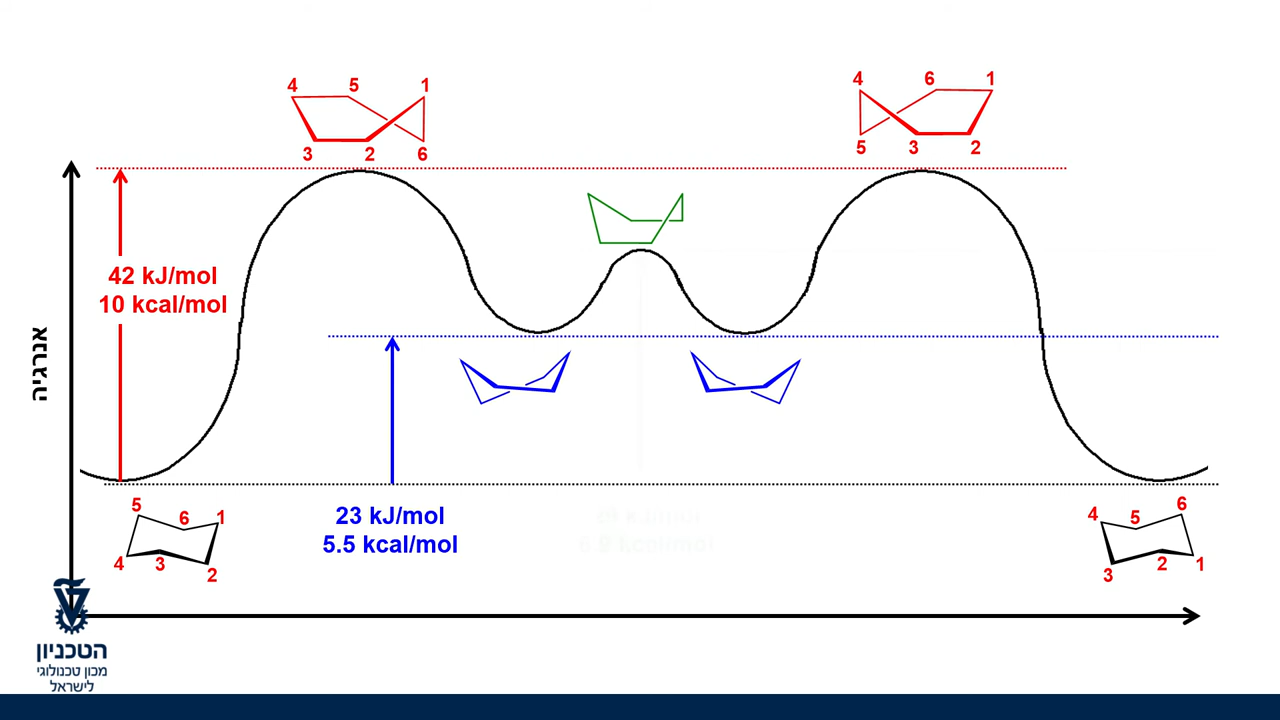 4 5 1
3 2 6
4 6 1
5 3 2
42 kJ/mol
10 kcal/mol
אנרגיה
5 6 1
4 3 2
23 kJ/mol
5.5 kcal/mol
6
4 5
2 1
3
הטכניון
מכון טכנולוגי
לישראל